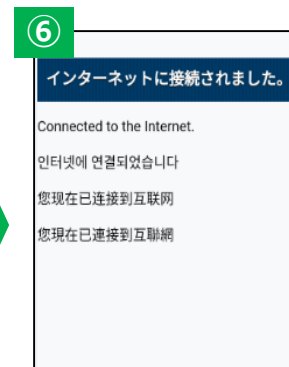 ⑥
インターネットに接続されました。
Connected to the Internet.
인터넷에 연결되었습니다
您现在已连接到互联网
您現在已連接到互聯網